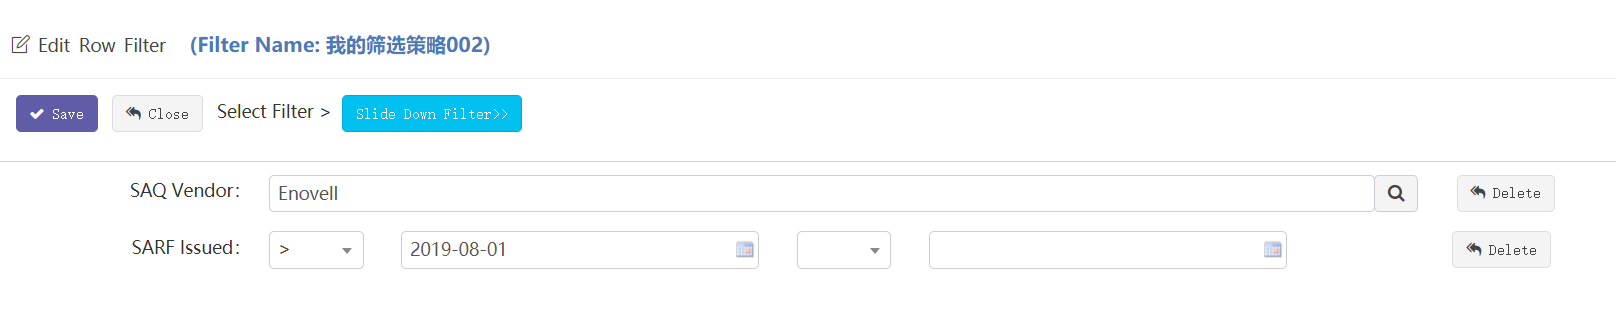 Edit Row Filter (Filter Name: 我的筛选策略002)
Save Close Select Filter > Slide Down Filter>>
SAQ Vendor: Enovell Delete
SARF Issued: > 2019-08-01 Delete